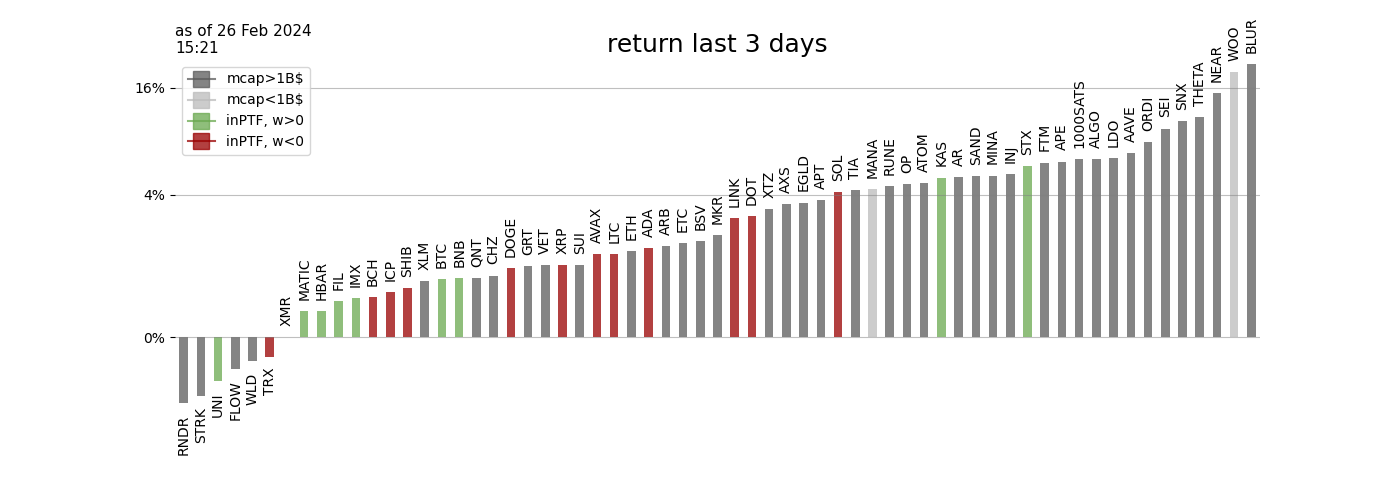 as of 26 Feb 2024
15:21
return last 3 days
mcap>1B$
mcap<1B$
inPTF, w>0
inPTF, w<0
16%
4%
0%
RNDR
STRK
UNI
FLOW
WLD
TRX
XMR
MATIC
HBAR
FIL
IMX
BCH
ICP
SHIB
XLM
BTC
BNB
QNT
CHZ
DOGE
GRT
VET
XRP
SUI
AVAX
LTC
ETH
ADA
ARB
ETC
BSV
MKR
LINK
DOT
XTZ
AXS
EGLD
APT
SOL
TIA
MANA
RUNE
OP
ATOM
KAS
AR
SAND
MINA
INJ
STX
FTM
APE
1000SATS
ALGO
LDO
AAVE
ORDI
SEI
SNX
THETA
NEAR
WOO
BLUR